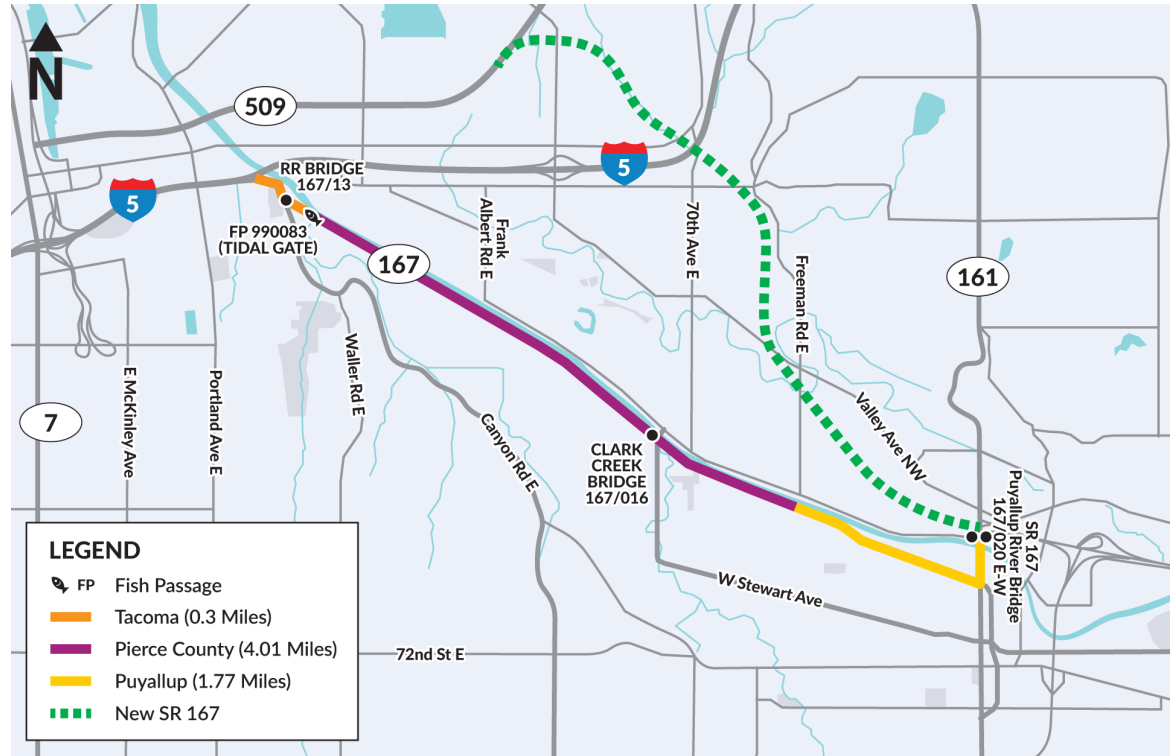 N
509
5
RR BRIDGE
167/13
5
FP 990083
(TIDAL GATE)
167
Frank
Albert Rd E
70th Ave E
161
Freeman Rd E
7
E McKinley Ave
Portland Ave E
Waller Rd E
Canyon Rd E
CLARK
CREEK
BRIDGE
167/016
Valley Ave NW
SR 167
Puyallup River Bridge
167/020 E-W
W Stewart Ave
72nd St E
LEGEND
FP Fish Passage
Tacoma (0.3 Miles)
Pierce County (4.01 Miles)
Puyallup (1.77 Miles)
New SR 167